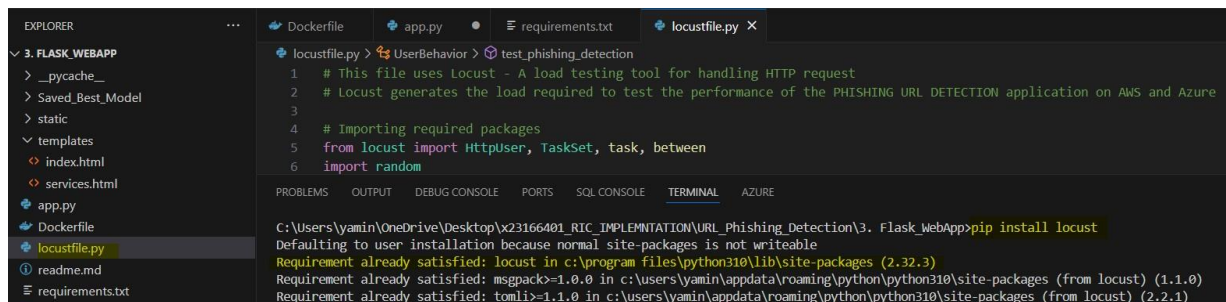 EXPLORER ...
3. FLASK_WEBAPP
__pycache__
Saved_Best_Model
static
templates
index.html
services.html
app.py
Dockerfile
locustfile.py
readme.md
requirements.txt
Dockerfile app.py requirements.txt locustfile.py
locustfile.py > UserBehavior > test_phishing_detection
1 # This file uses Locust - A load testing tool for handling HTTP request
2 # Locust generates the load required to test the performance of the PHISHING URL DETECTION application on AWS and Azure
3
4 # Importing required packages
5 from locust import HttpUser, TaskSet, task, between
6 import random
PROBLEMS OUTPUT DEBUG CONSOLE PORTS SQL CONSOLE TERMINAL AZURE
C:\Users\yamin\OneDrive\Desktop\x23166401_RIC_IMPLEMNTATION\URL_Phishing_Detection\3. Flask_WebApp>pip install locust
Defaulting to user installation because normal site-packages is not writeable
Requirement already satisfied: locust in c:\program files\python310\lib\site-packages (2.32.3)
Requirement already satisfied: msgpack>=1.0.0 in c:\users\yamin\appdata\roaming\python\python310\site-packages (from locust) (1.1.0)
Requirement already satisfied: tomli>=1.1.0 in c:\users\yamin\appdata\roaming\python\python310\site-packages (from locust) (2.2.1)